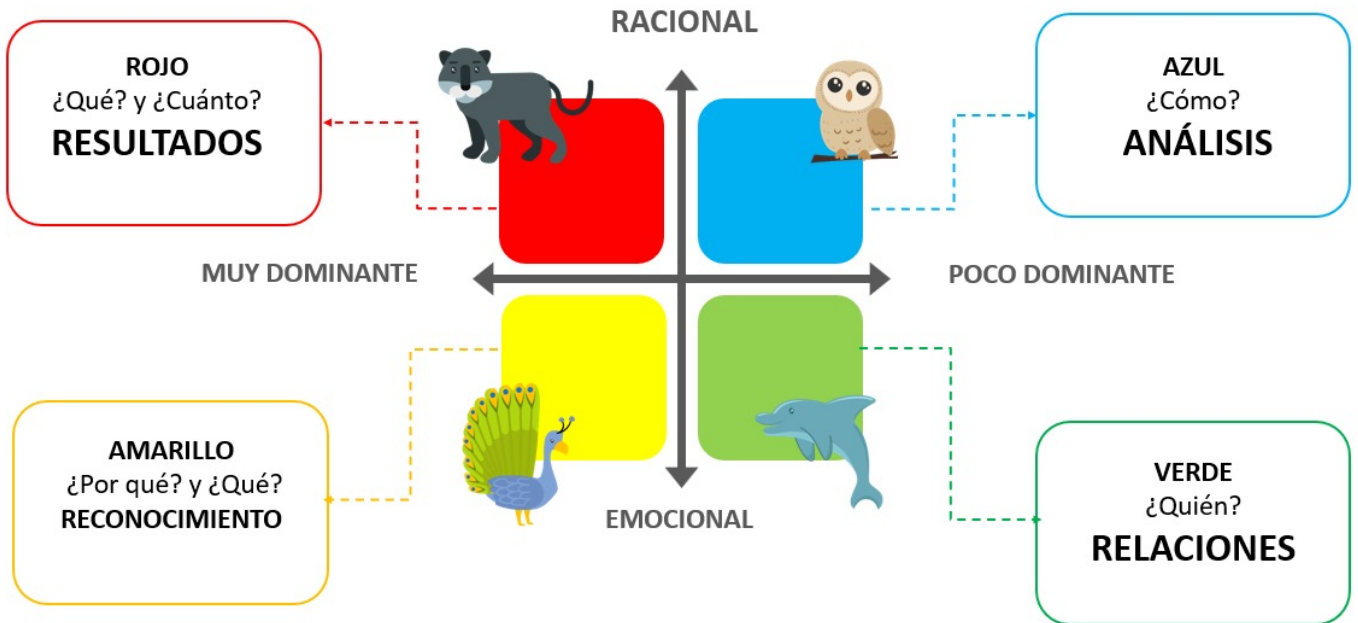 RACIONAL
ROJO
¿Qué? y ¿Cuánto?
RESULTADOS
AZUL
¿Cómo?
ANÁLISIS
MUY DOMINANTE
POCO DOMINANTE
AMARILLO
¿Por qué? y ¿Qué?
RECONOCIMIENTO
EMOCIONAL
VERDE
¿Quién?
RELACIONES